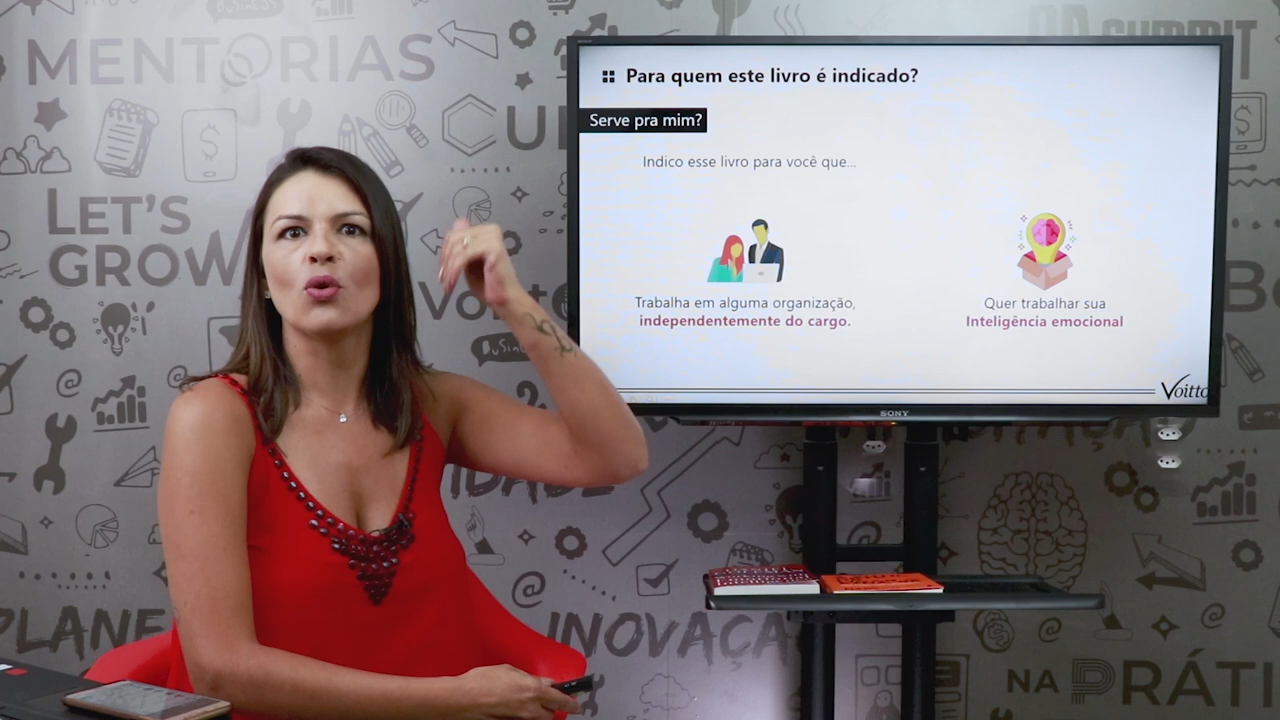 BUSINESS
MENTORIAS
SUMMIT
LET'S
GROW
Para quem este livro é indicado?
Serve pra mim?
Indico esse livro para você que...
Trabalha em alguma organização,
independentemente do cargo.
Quer trabalhar sua
Inteligência emocional
Voitto
SONY
INOVAÇÃ
NA PRÁTI